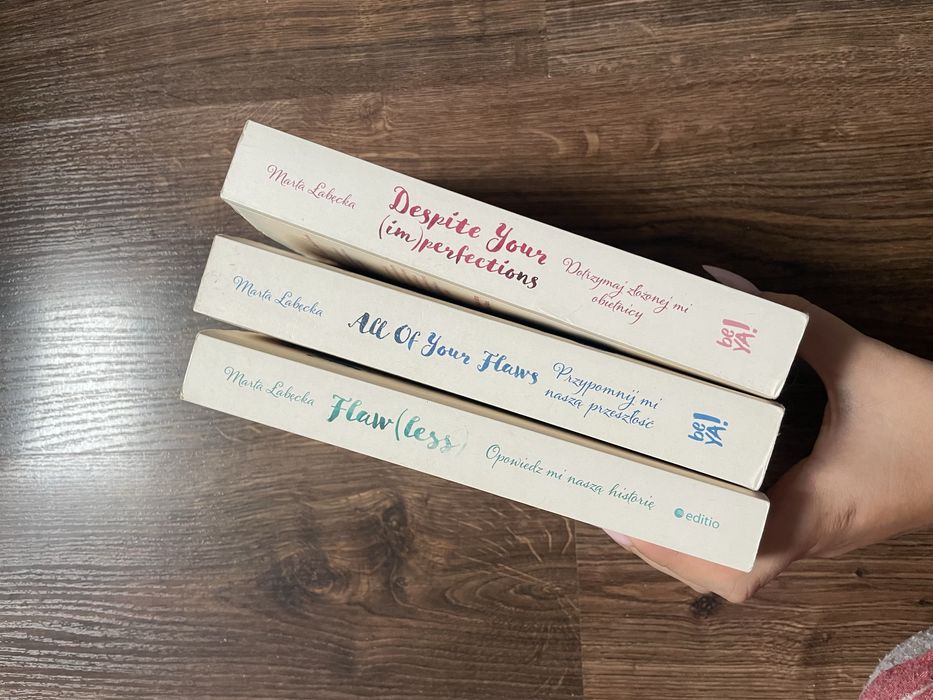 Marta Łabęcka
Despite Your
(im)perfections
Dotrzymaj złożonej mi
obietnicy
be
YA!
Marta Łabęcka
All Of Your Flaws
Przypomnij mi
naszą przeszłość
be
YA!
Marta Łabęcka
Flaw(less)
Opowiedz mi naszą historię
editio